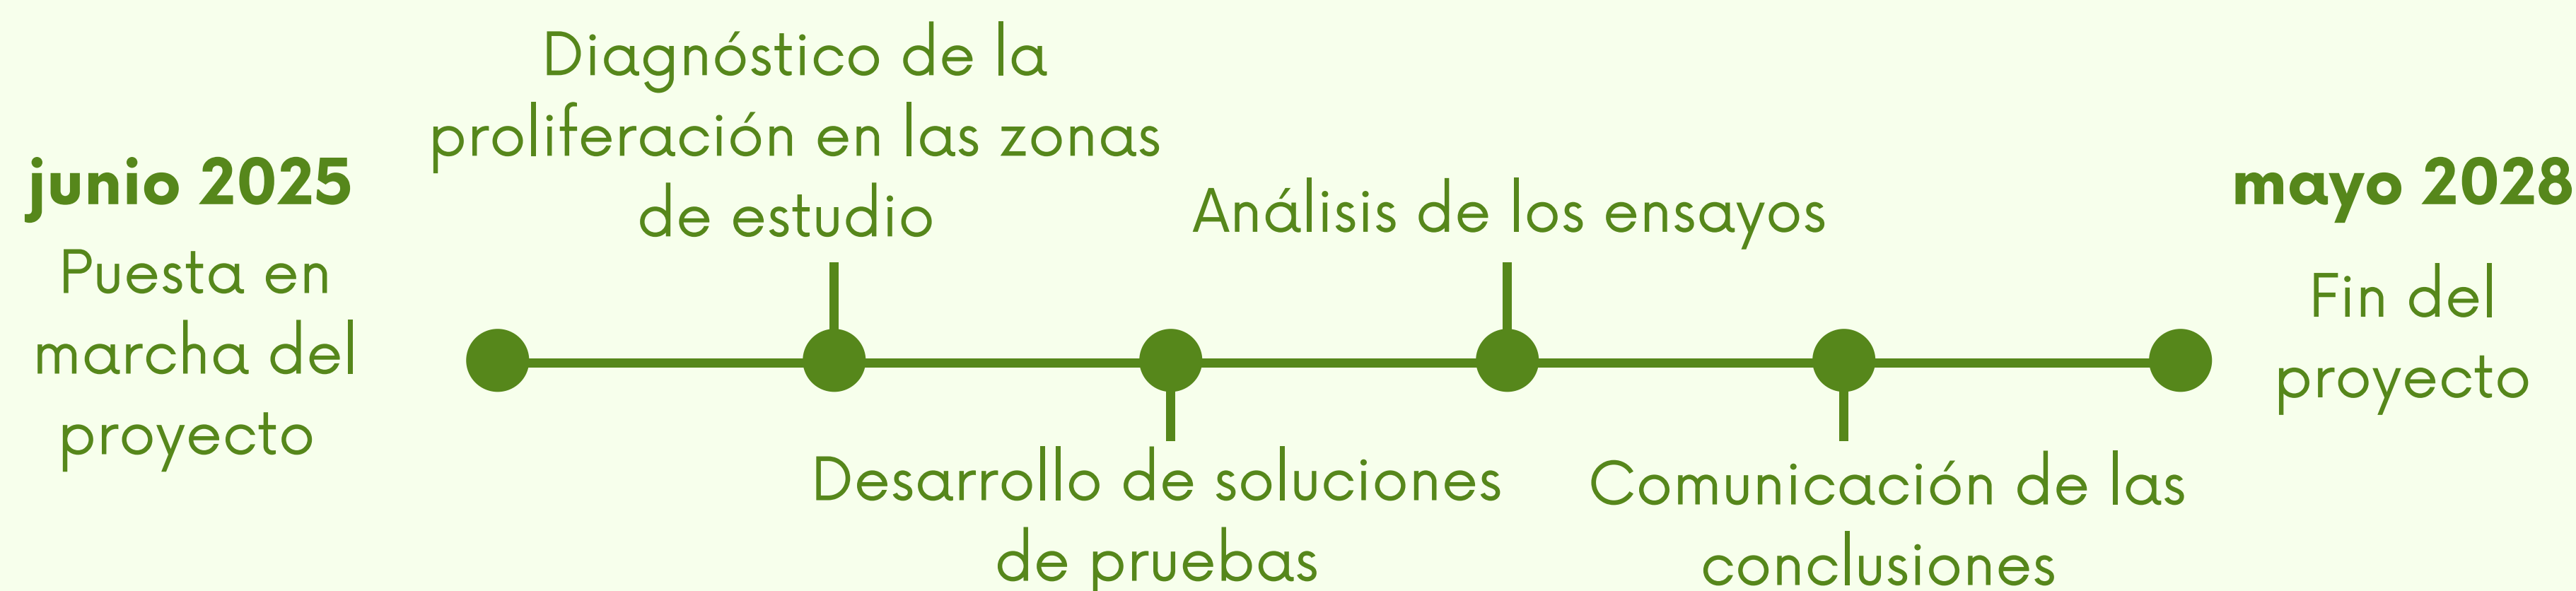 junio 2025
Puesta en
marcha del
proyecto
Diagnóstico de la
proliferación en las zonas
de estudio
Desarrollo de soluciones
de pruebas
Análisis de los ensayos
Comunicación de las
conclusiones
mayo 2028
Fin del
proyecto